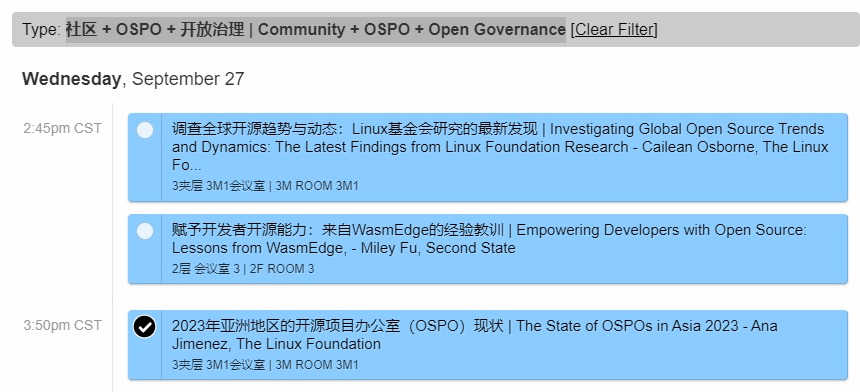 Type: 社区 + OSPO + 开放治理 | Community + OSPO + Open Governance [Clear Filter]
Wednesday, September 27
2:45pm CST
调查全球开源趋势与动态：Linux基金会研究的最新发现 | Investigating Global Open Source Trends
and Dynamics: The Latest Findings from Linux Foundation Research - Cailean Osborne, The Linux
Fo...
3夹层 3M1会议室 | 3M ROOM 3M1
赋予开发者开源能力：来自WasmEdge的经验教训 | Empowering Developers with Open Source:
Lessons from WasmEdge, - Miley Fu, Second State
2层 会议室 3 | 2F ROOM 3
3:50pm CST
2023年亚洲地区的开源项目办公室（OSPO）现状 | The State of OSPOs in Asia 2023 - Ana
Jimenez, The Linux Foundation
3夹层 3M1会议室 | 3M ROOM 3M1